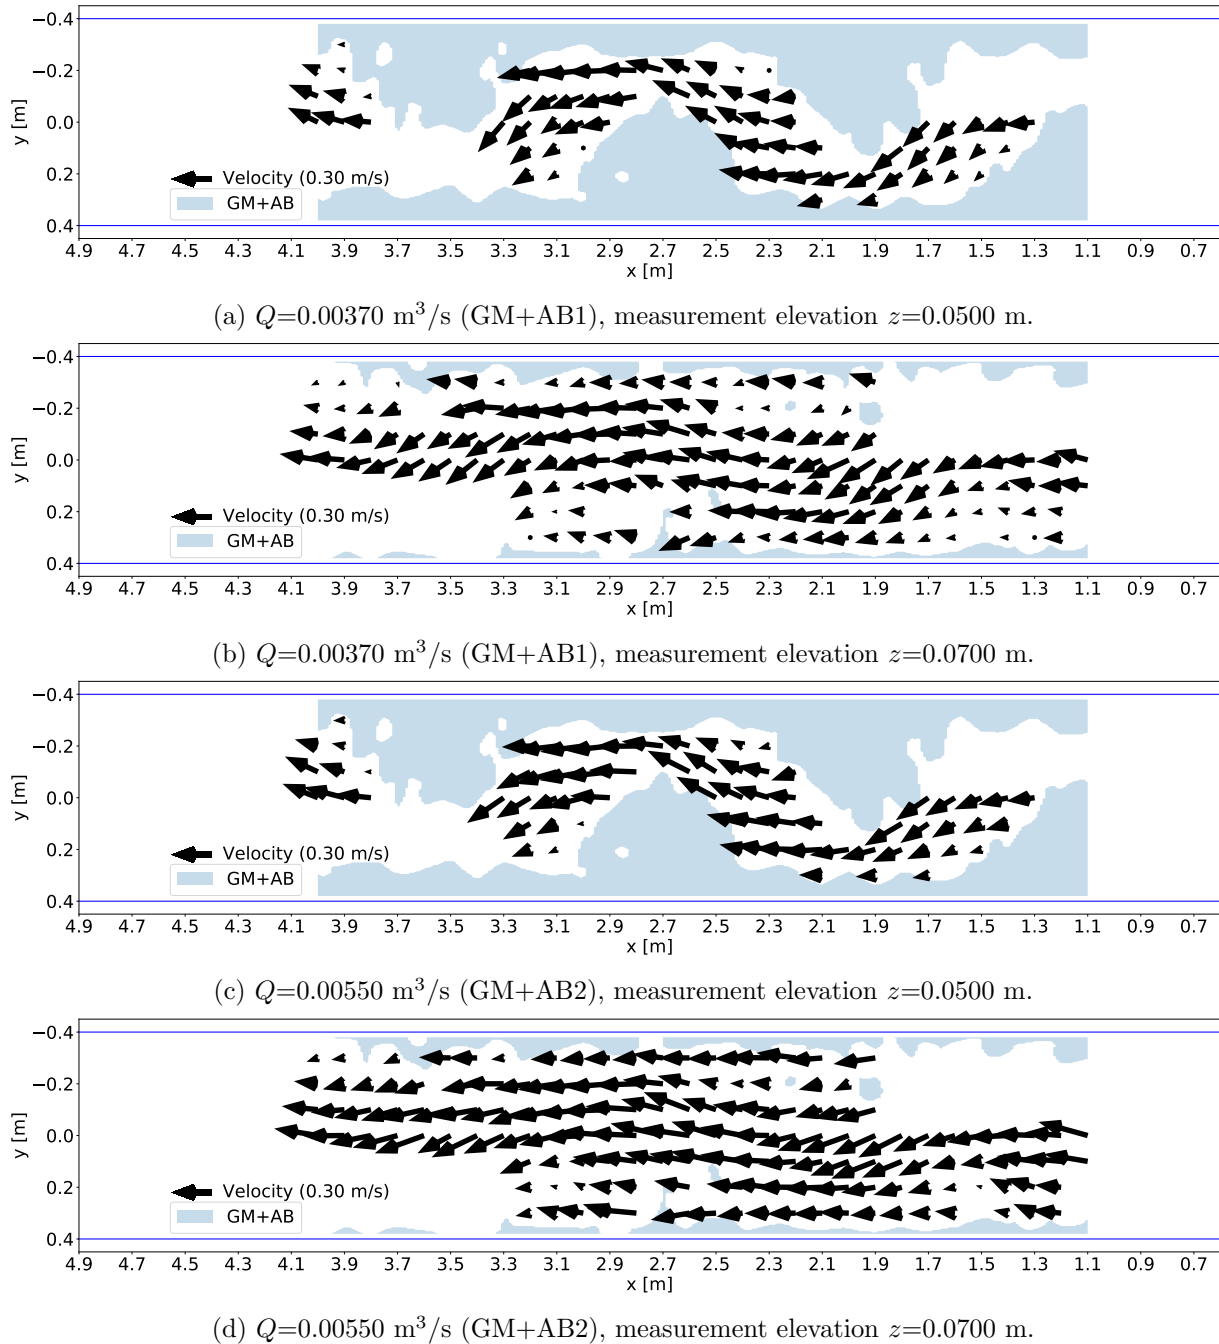 −0.4
−0.2
0.0
0.2
0.4
y [m]
Velocity (0.30 m/s)
GM+AB
4.9 4.7 4.5 4.3 4.1 3.9 3.7 3.5 3.3 3.1 2.9 2.7 2.5 2.3 2.1 1.9 1.7 1.5 1.3 1.1 0.9 0.7
x [m]
(a) Q=0.00370 m³/s (GM+AB1), measurement elevation z=0.0500 m.
−0.4
−0.2
0.0
0.2
0.4
y [m]
Velocity (0.30 m/s)
GM+AB
4.9 4.7 4.5 4.3 4.1 3.9 3.7 3.5 3.3 3.1 2.9 2.7 2.5 2.3 2.1 1.9 1.7 1.5 1.3 1.1 0.9 0.7
x [m]
(b) Q=0.00370 m³/s (GM+AB1), measurement elevation z=0.0700 m.
−0.4
−0.2
0.0
0.2
0.4
y [m]
Velocity (0.30 m/s)
GM+AB
4.9 4.7 4.5 4.3 4.1 3.9 3.7 3.5 3.3 3.1 2.9 2.7 2.5 2.3 2.1 1.9 1.7 1.5 1.3 1.1 0.9 0.7
x [m]
(c) Q=0.00550 m³/s (GM+AB2), measurement elevation z=0.0500 m.
−0.4
−0.2
0.0
0.2
0.4
y [m]
Velocity (0.30 m/s)
GM+AB
4.9 4.7 4.5 4.3 4.1 3.9 3.7 3.5 3.3 3.1 2.9 2.7 2.5 2.3 2.1 1.9 1.7 1.5 1.3 1.1 0.9 0.7
x [m]
(d) Q=0.00550 m³/s (GM+AB2), measurement elevation z=0.0700 m.